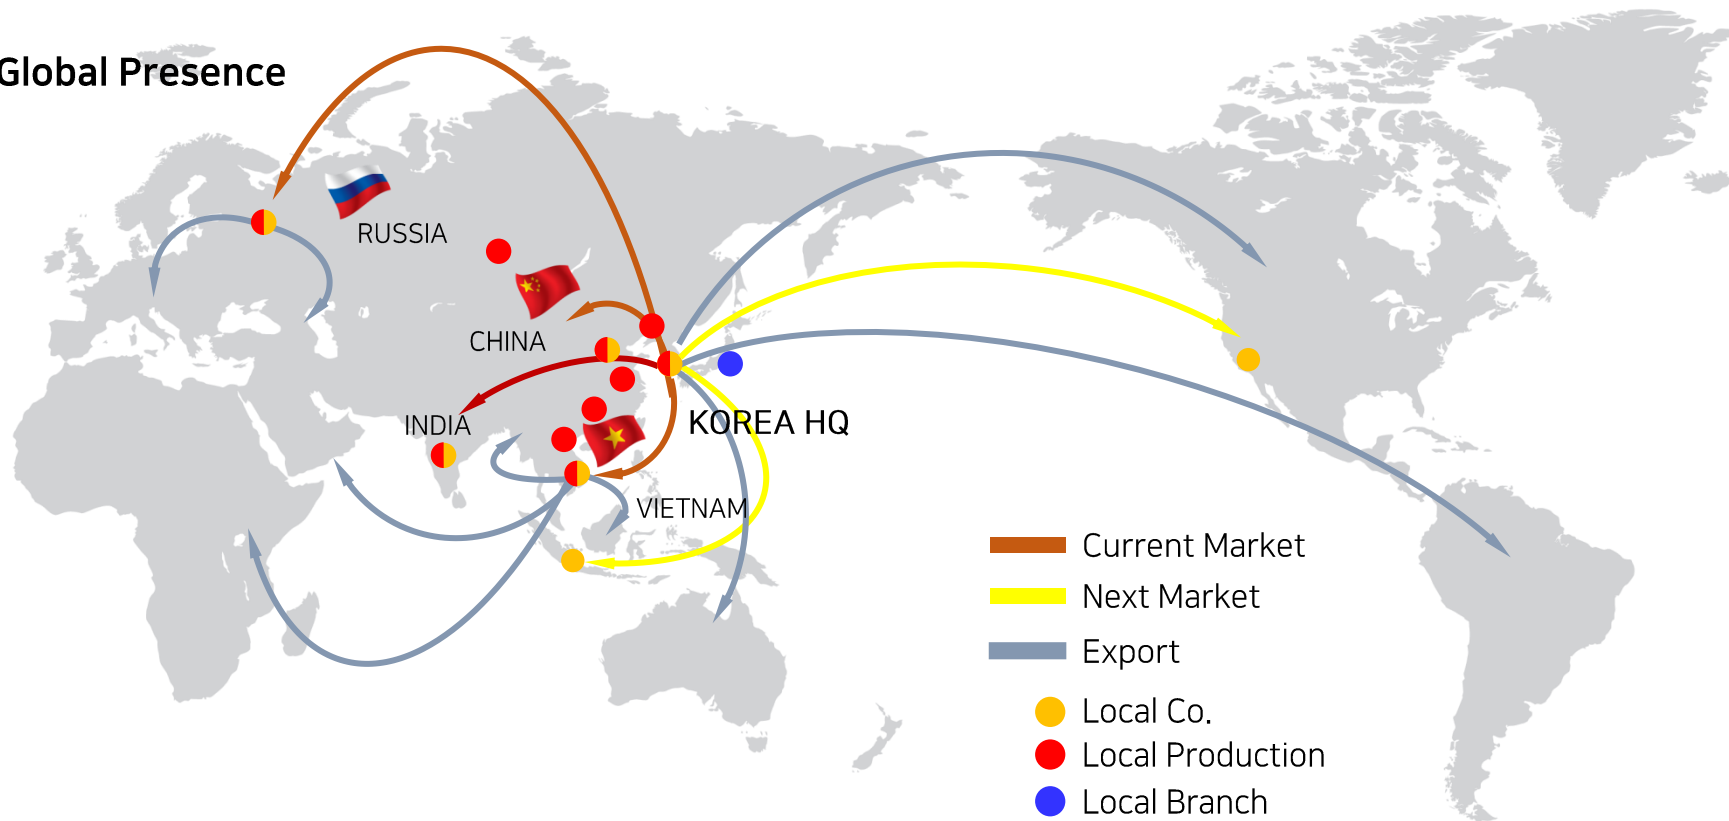 Global Presence
RUSSIA
CHINA
INDIA
KOREA HQ
VIETNAM
Current Market
Next Market
Export
Local Co.
Local Production
Local Branch